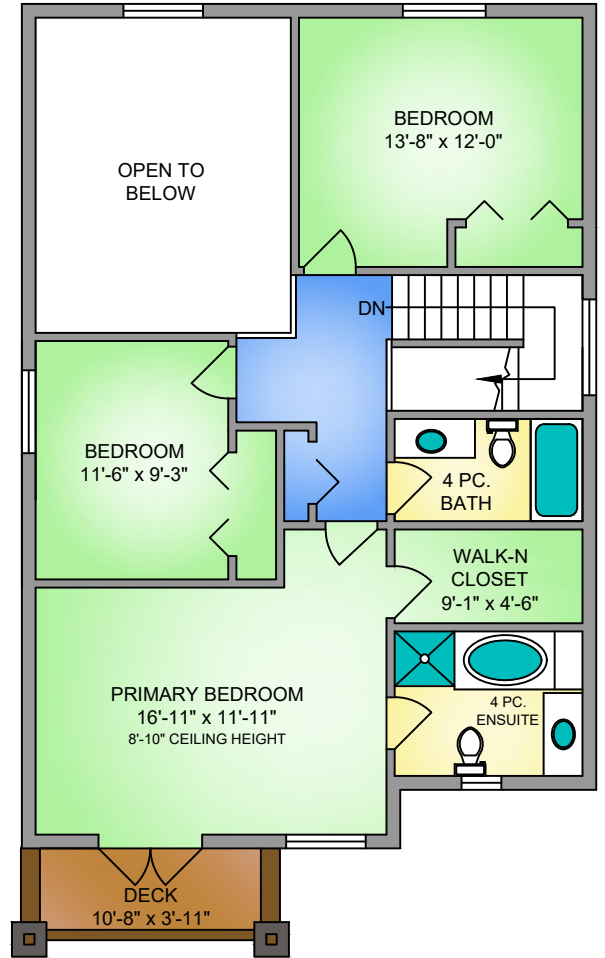 BEDROOM
13'-8" x 12'-0"
OPEN TO
BELOW
DN
BEDROOM
11'-6" x 9'-3"
4 PC.
BATH
WALK-N
CLOSET
9'-1" x 4'-6"
PRIMARY BEDROOM
16'-11" x 11'-11"
8'-10" CEILING HEIGHT
4 PC.
ENSUITE
DECK
10'-8" x 3'-11"